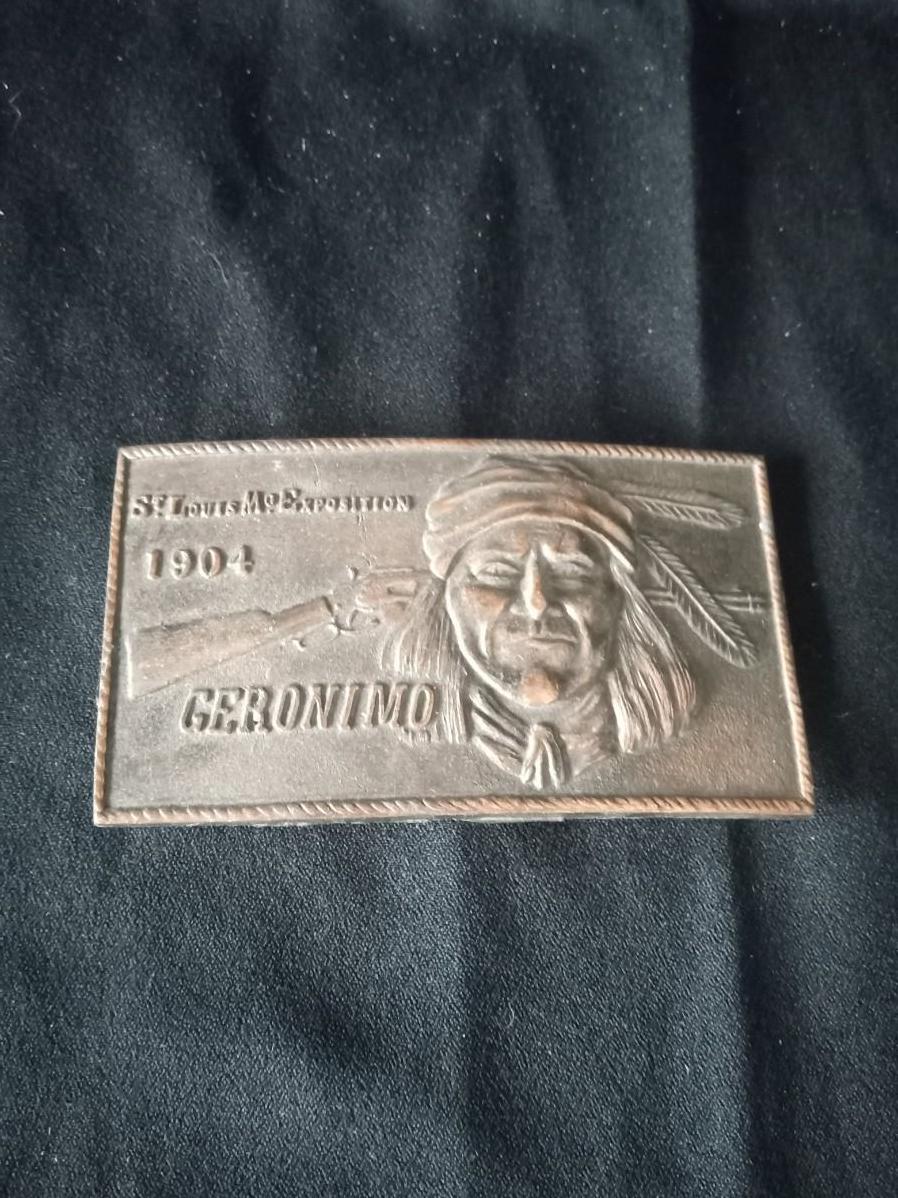 St Louis Mo Exposition
1904
GERONIMO